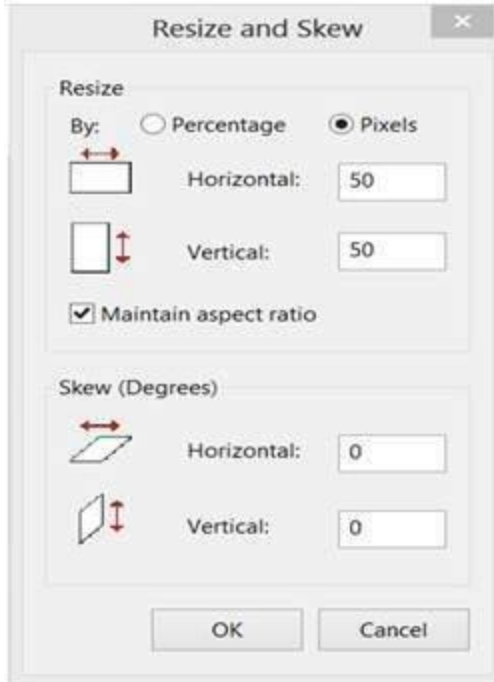 Resize and Skew
Resize
By: Percentage Pixels
Horizontal: 50
Vertical: 50
Maintain aspect ratio
Skew (Degrees)
Horizontal: 0
Vertical: 0
OK Cancel